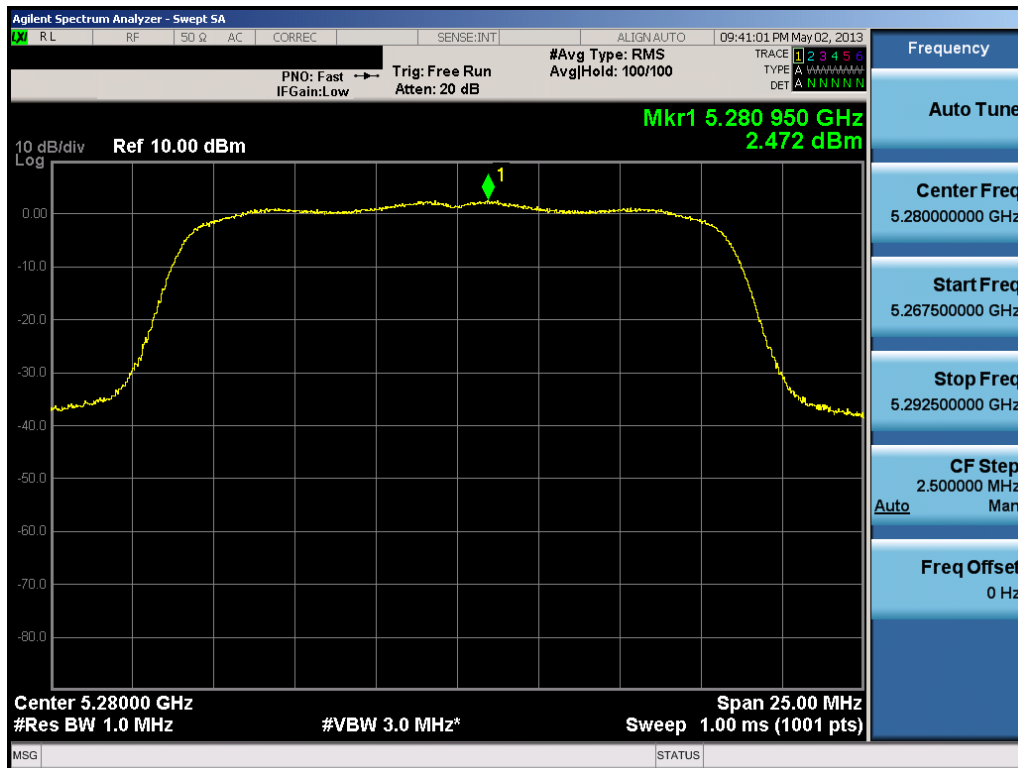 Agilent Spectrum Analyzer - Swept SA
LXI RL RF 50 Ω AC CORREC SENSE:INT ALIGN AUTO 09:41:01 PM May 02, 2013
Frequency
PNO: Fast
IFGain:Low
Trig: Free Run
Atten: 20 dB
#Avg Type: RMS
Avg|Hold: 100/100
TRACE 1 2 3 4 5 6
TYPE A WWWWW
DET A N N N N N
Auto Tune
Mkr1 5.280 950 GHz
2.472 dBm
10 dB/div Ref 10.00 dBm
Log
1
0.00
-10.0
-20.0
-30.0
-40.0
-50.0
-60.0
-70.0
-80.0
Center Freq
5.280000000 GHz
Start Freq
5.267500000 GHz
Stop Freq
5.292500000 GHz
CF Step
2.500000 MHz
Auto Man
Freq Offset
0 Hz
Center 5.28000 GHz Span 25.00 MHz
#Res BW 1.0 MHz #VBW 3.0 MHz* Sweep 1.00 ms (1001 pts)
MSG STATUS